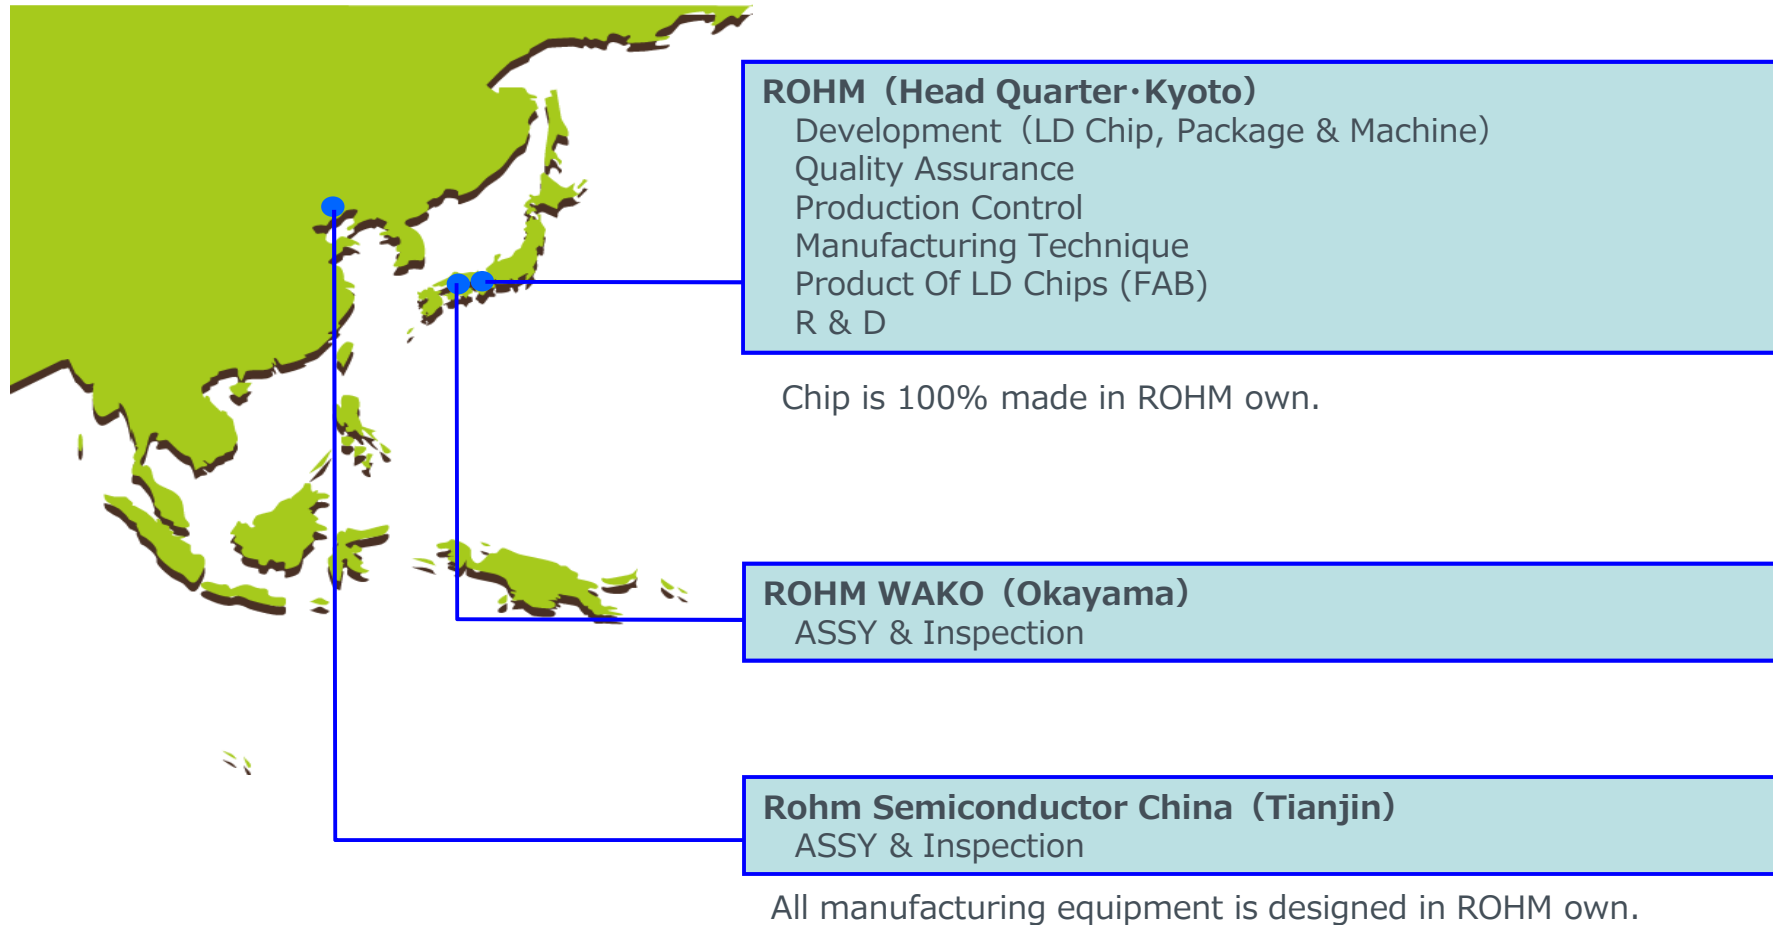 ROHM（Head Quarter･Kyoto）
Development（LD Chip, Package & Machine）
Quality Assurance
Production Control
Manufacturing Technique
Product Of LD Chips (FAB)
R & D
Chip is 100% made in ROHM own.
ROHM WAKO（Okayama）
ASSY & Inspection
Rohm Semiconductor China（Tianjin）
ASSY & Inspection
All manufacturing equipment is designed in ROHM own.